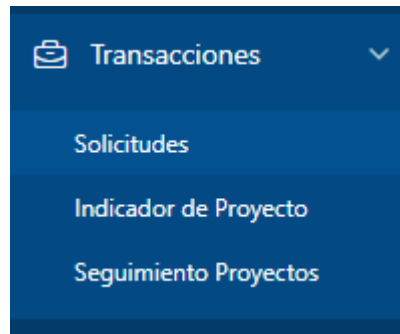 Transacciones
Solicitudes
Indicador de Proyecto
Seguimiento Proyectos